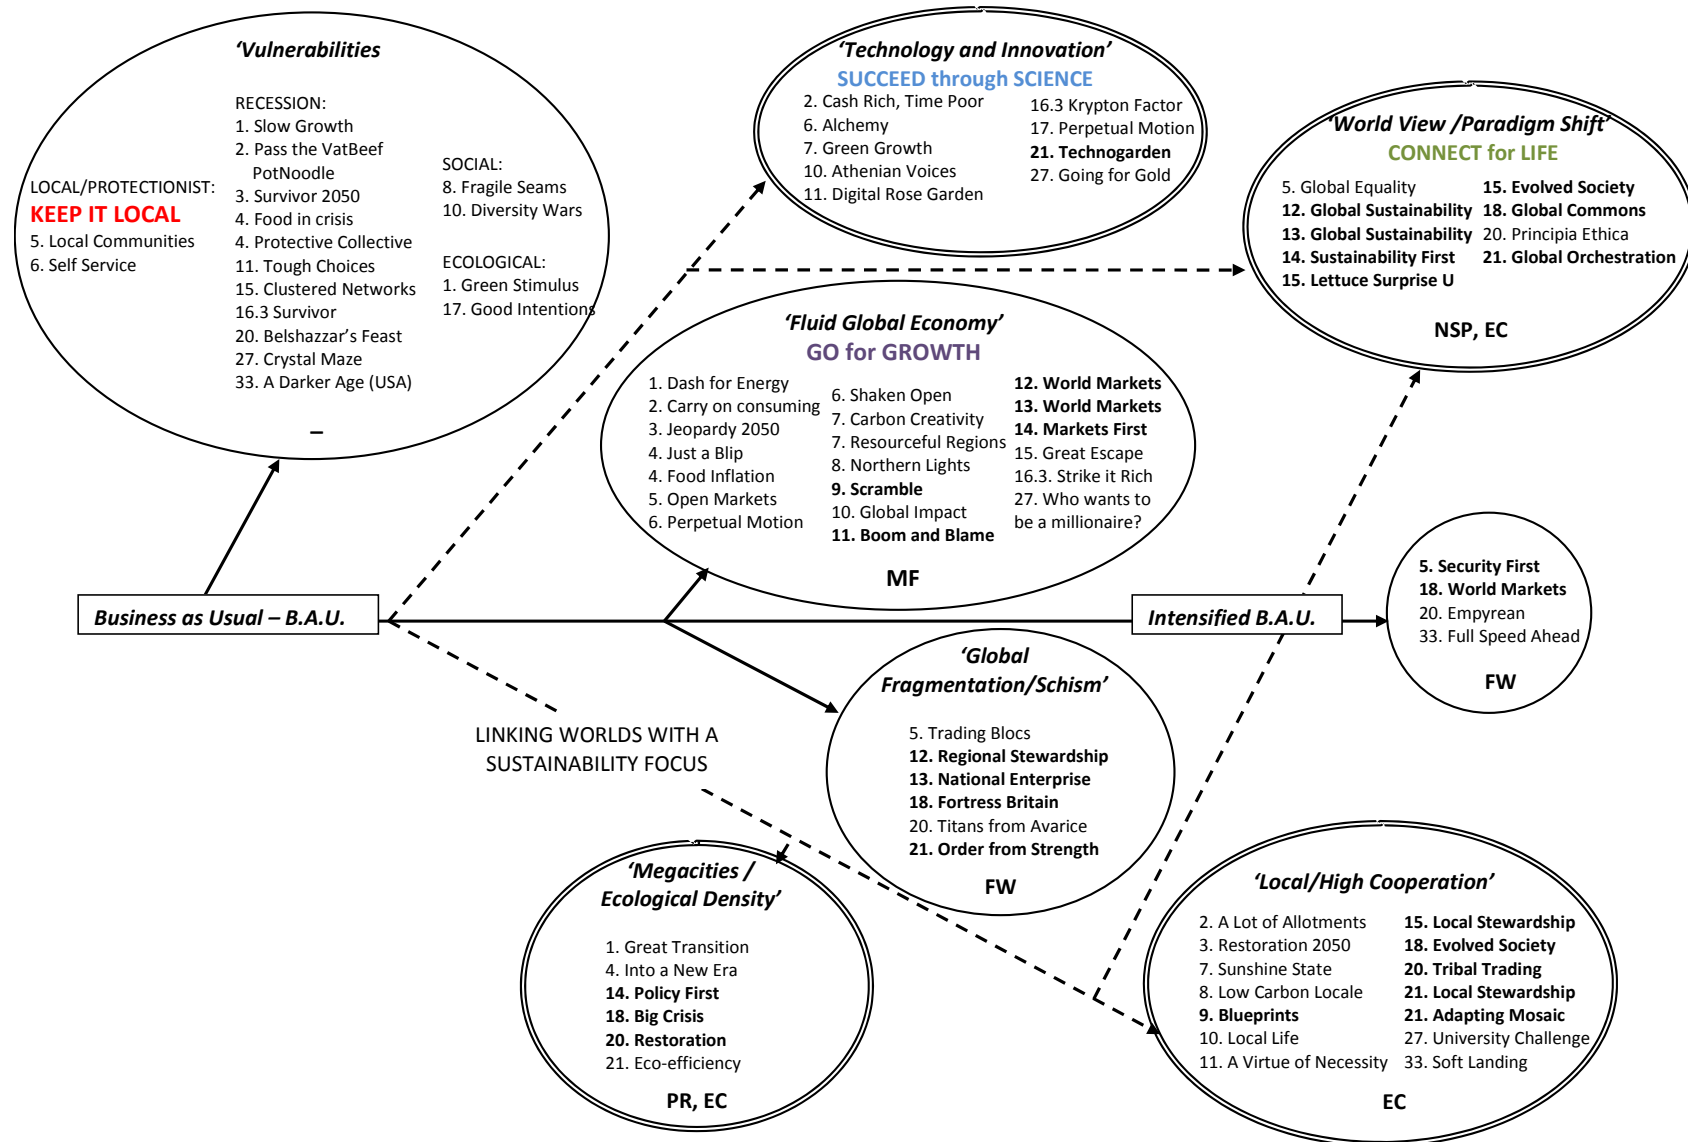 ‘Vulnerabilities
LOCAL/PROTECTIONIST:
KEEP IT LOCAL
5. Local Communities
6. Self Service
RECESSION:
1. Slow Growth
2. Pass the VatBeef
PotNoodle
3. Survivor 2050
4. Food in crisis
4. Protective Collective
11. Tough Choices
15. Clustered Networks
16.3 Survivor
20. Belshazzar’s Feast
27. Crystal Maze
33. A Darker Age (USA)
SOCIAL:
8. Fragile Seams
10. Diversity Wars
ECOLOGICAL:
1. Green Stimulus
17. Good Intentions
–
‘Technology and Innovation’
SUCCEED through SCIENCE
2. Cash Rich, Time Poor
6. Alchemy
7. Green Growth
10. Athenian Voices
11. Digital Rose Garden
16.3 Krypton Factor
17. Perpetual Motion
21. Technogarden
27. Going for Gold
‘World View /Paradigm Shift’
CONNECT for LIFE
5. Global Equality
12. Global Sustainability
13. Global Sustainability
14. Sustainability First
15. Lettuce Surprise U
15. Evolved Society
18. Global Commons
20. Principia Ethica
21. Global Orchestration
NSP, EC
‘Fluid Global Economy’
GO for GROWTH
1. Dash for Energy
2. Carry on consuming
3. Jeopardy 2050
4. Just a Blip
4. Food Inflation
5. Open Markets
6. Perpetual Motion
6. Shaken Open
7. Carbon Creativity
7. Resourceful Regions
8. Northern Lights
9. Scramble
10. Global Impact
11. Boom and Blame
12. World Markets
13. World Markets
14. Markets First
15. Great Escape
16.3. Strike it Rich
27. Who wants to
be a millionaire?
MF
Business as Usual – B.A.U.
Intensified B.A.U.
5. Security First
18. World Markets
20. Empyrean
33. Full Speed Ahead
FW
LINKING WORLDS WITH A
SUSTAINABILITY FOCUS
‘Global
Fragmentation/Schism’
5. Trading Blocs
12. Regional Stewardship
13. National Enterprise
18. Fortress Britain
20. Titans from Avarice
21. Order from Strength
FW
‘Megacities /
Ecological Density’
1. Great Transition
4. Into a New Era
14. Policy First
18. Big Crisis
20. Restoration
21. Eco-efficiency
PR, EC
‘Local/High Cooperation’
2. A Lot of Allotments
3. Restoration 2050
7. Sunshine State
8. Low Carbon Locale
9. Blueprints
10. Local Life
11. A Virtue of Necessity
15. Local Stewardship
18. Evolved Society
20. Tribal Trading
21. Local Stewardship
21. Adapting Mosaic
27. University Challenge
33. Soft Landing
EC